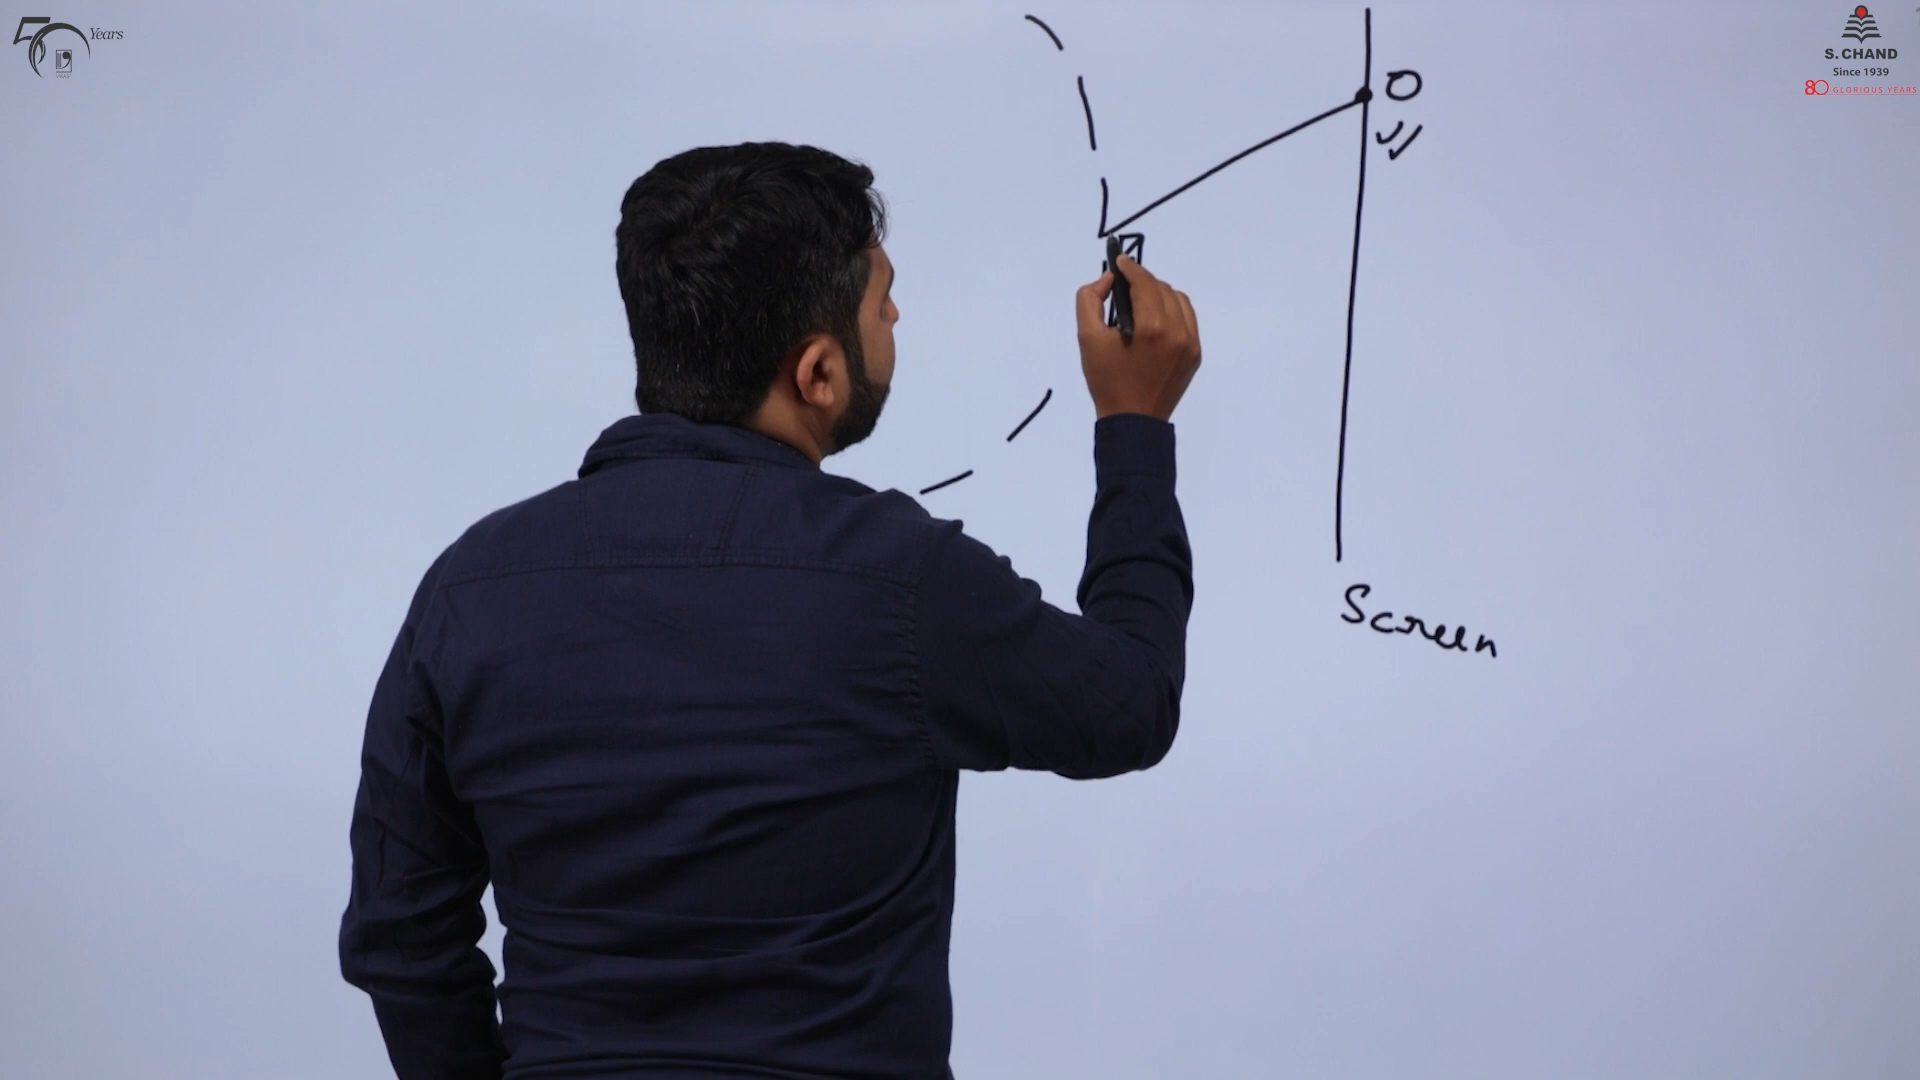 50 Years
S. CHAND
Since 1939
80 GLORIOUS YEARS
O
Screen